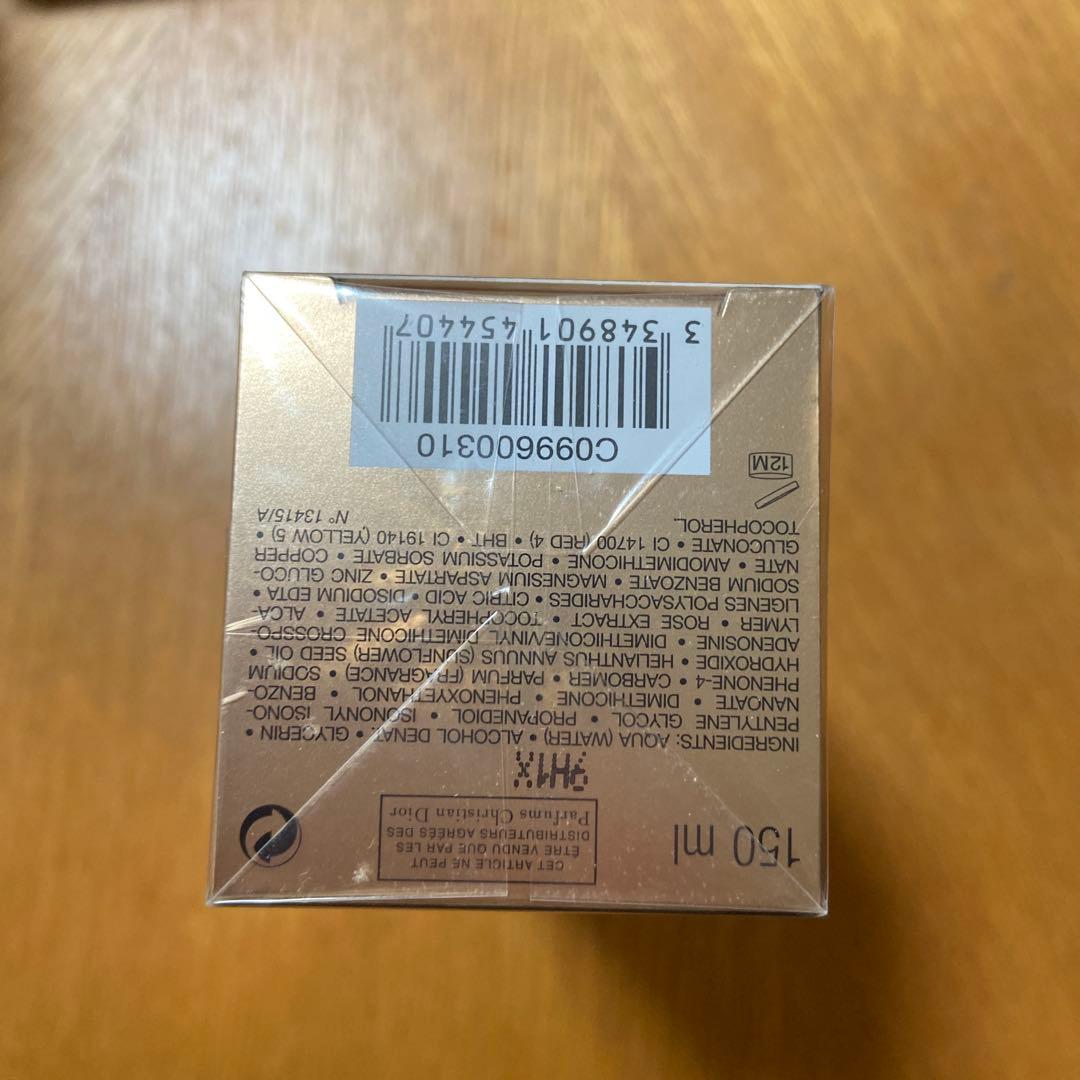 150 ml
CET ARTICLE NE PEUT
ÊTRE VENDU QUE PAR LES
DISTRIBUTEURS AGRÉÉS DES
Parfums Christian Dior
INGREDIENTS: AQUA (WATER) • ALCOHOL DENAT. • GLYCERIN •
PENTYLENE GLYCOL • PROPANEDIOL • ISONONYL ISONO-
NANOATE • DIMETHICONE • PHENOXYETHANOL • BENZO-
PHENONE-4 • CARBOMER • PARFUM (FRAGRANCE) • SODIUM
HYDROXIDE • HELIANTHUS ANNUUS (SUNFLOWER) SEED OIL •
ADENOSINE • DIMETHICONE/VINYL DIMETHICONE CROSSPO-
LYMER • ROSE EXTRACT • TOCOPHERYL ACETATE • ALCA-
LIGENES POLYSACCHARIDES • CITRIC ACID • DISODIUM EDTA •
SODIUM BENZOATE • MAGNESIUM ASPARTATE • ZINC GLUCO-
NATE • AMODIMETHICONE • POTASSIUM SORBATE • COPPER
GLUCONATE • CI 14700 (RED 4) • BHT • CI 19140 (YELLOW 5) •
TOCOPHEROL.
N° 13415/A
12M
C099600310
3 348901 454407